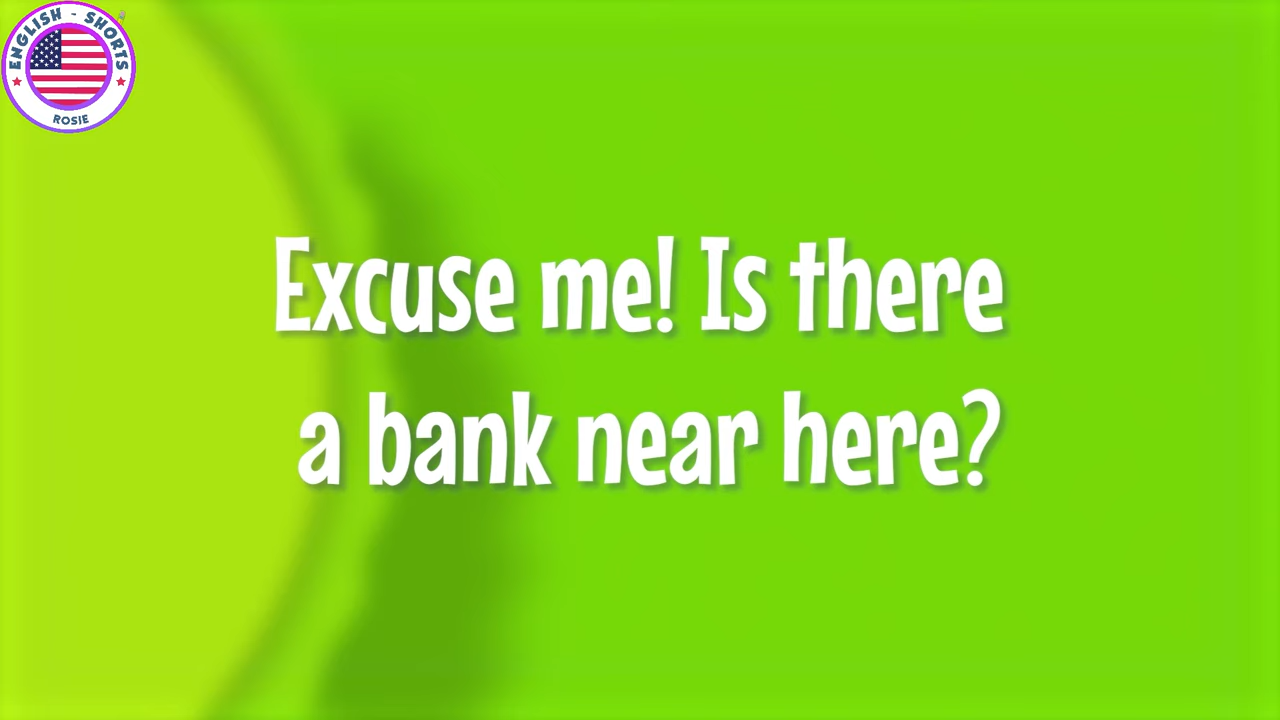 ENGLISH - SHORTS
ROSIE
Excuse me! Is there
a bank near here?